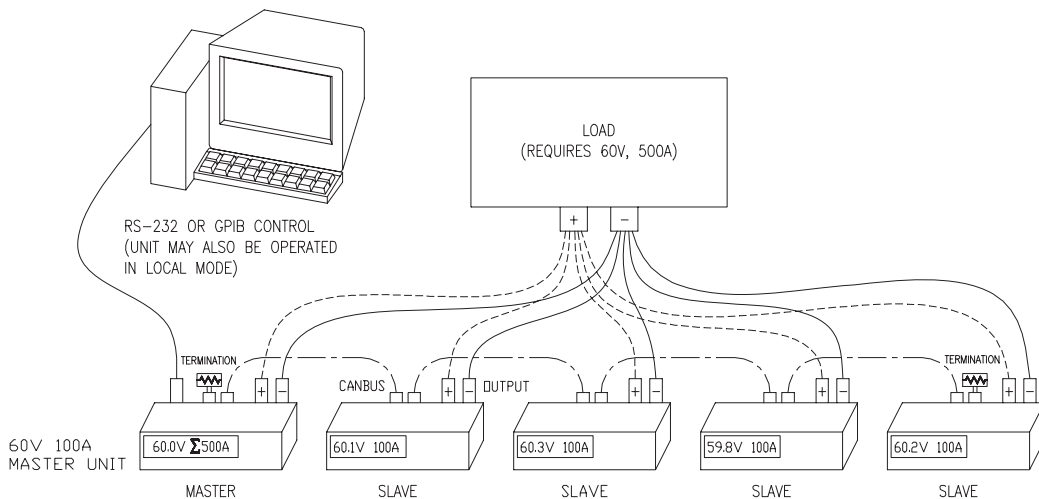 LOAD
(REQUIRES 60V, 500A)
+
−
RS-232 OR GPIB CONTROL
(UNIT MAY ALSO BE OPERATED
IN LOCAL MODE)
TERMINATION
TERMINATION
+
−
CANBUS
+
−
OUTPUT
+
−
+
−
+
−
60V 100A
MASTER UNIT
60.0V Σ500A
60.1V 100A
60.3V 100A
59.8V 100A
60.2V 100A
MASTER
SLAVE
SLAVE
SLAVE
SLAVE